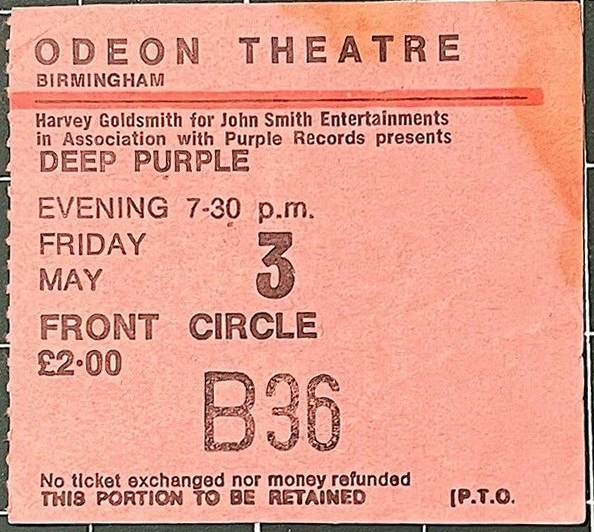 ODEON THEATRE
BIRMINGHAM
Harvey Goldsmith for John Smith Entertainments
in Association with Purple Records presents
DEEP PURPLE
EVENING 7-30 p.m.
FRIDAY
MAY 3
FRONT CIRCLE
£2·00
B36
No ticket exchanged nor money refunded
THIS PORTION TO BE RETAINED [P.T.O.